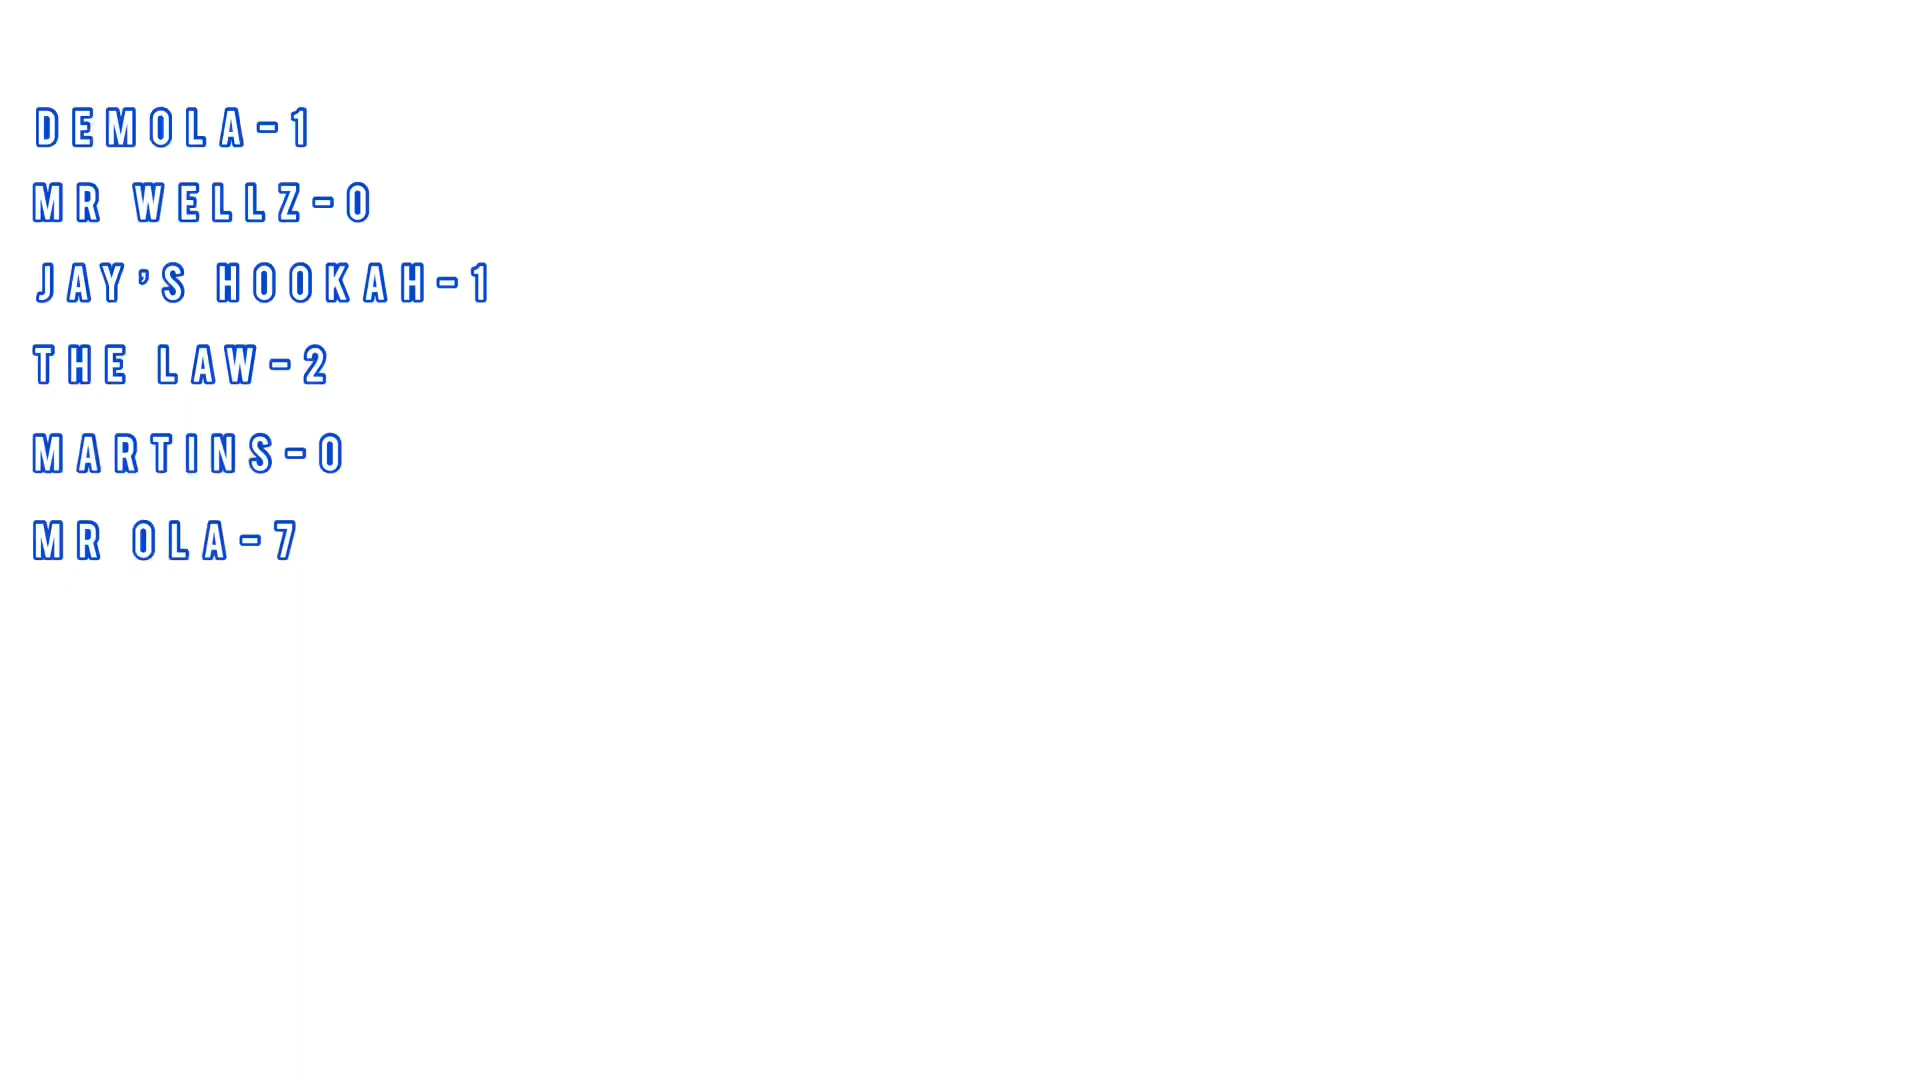 DEMOLA-1
MR WELLZ-0
JAY'S HOOKAH-1
THE LAW-2
MARTINS-0
MR OLA-7